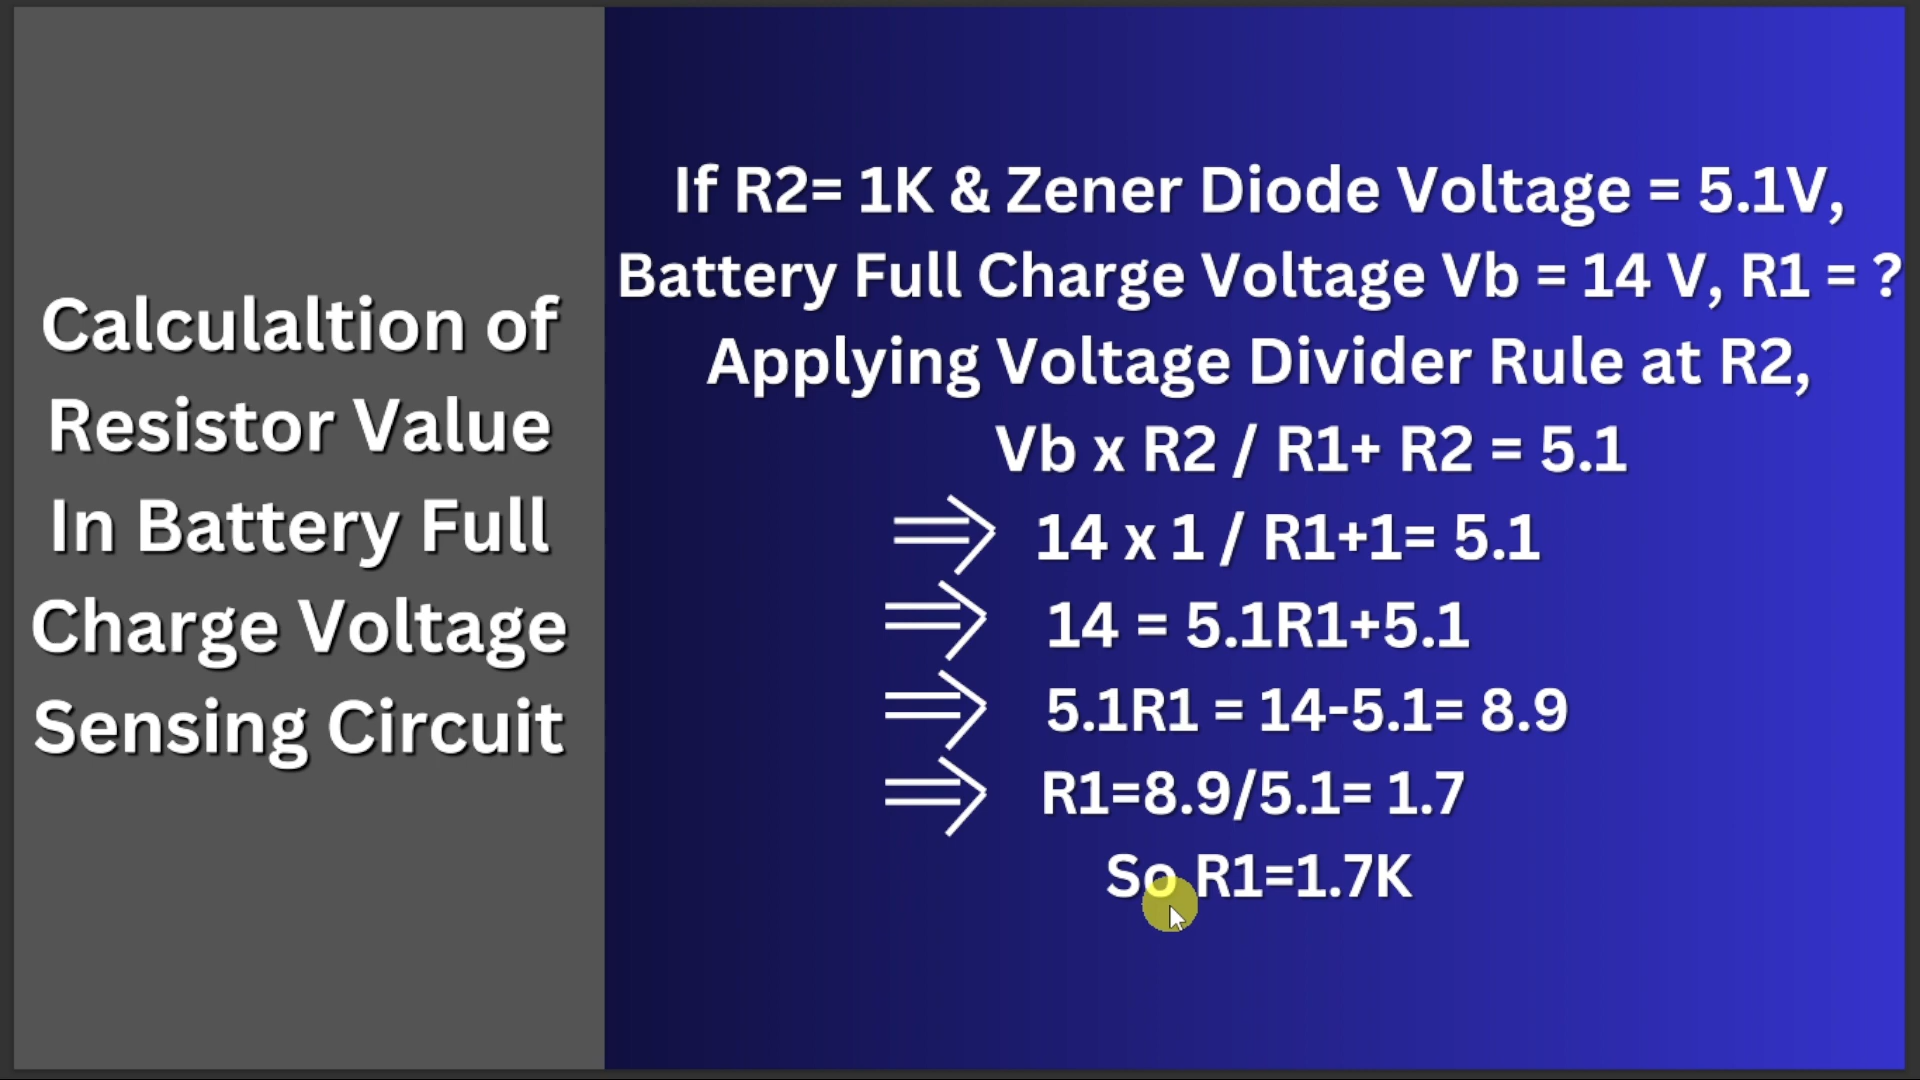 Calculaltion of
Resistor Value
In Battery Full
Charge Voltage
Sensing Circuit
If R2= 1K & Zener Diode Voltage = 5.1V,
Battery Full Charge Voltage Vb = 14 V, R1 = ?
Applying Voltage Divider Rule at R2,
Vb x R2 / R1+ R2 = 5.1
14 x 1 / R1+1= 5.1
14 = 5.1R1+5.1
5.1R1 = 14-5.1= 8.9
R1=8.9/5.1= 1.7
So R1=1.7K